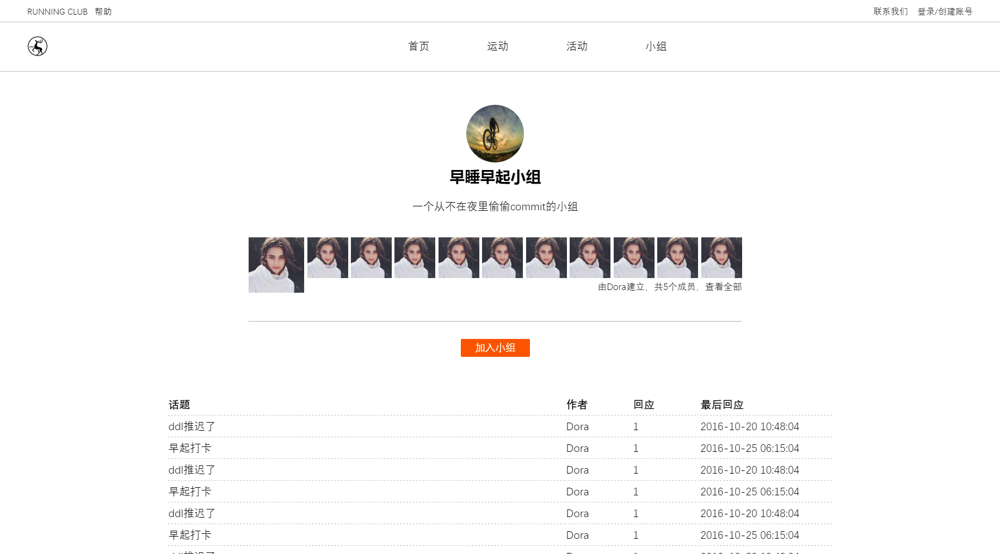 RUNNING CLUB 帮助 联系我们 登录/创建账号
首页 运动 活动 小组
早睡早起小组
一个从不在夜里偷偷commit的小组
由Dora建立，共5个成员，查看全部
加入小组
话题 作者 回应 最后回应
ddl推迟了 Dora 1 2016-10-20 10:48:04
早起打卡 Dora 1 2016-10-25 06:15:04
ddl推迟了 Dora 1 2016-10-20 10:48:04
早起打卡 Dora 1 2016-10-25 06:15:04
ddl推迟了 Dora 1 2016-10-20 10:48:04
早起打卡 Dora 1 2016-10-25 06:15:04